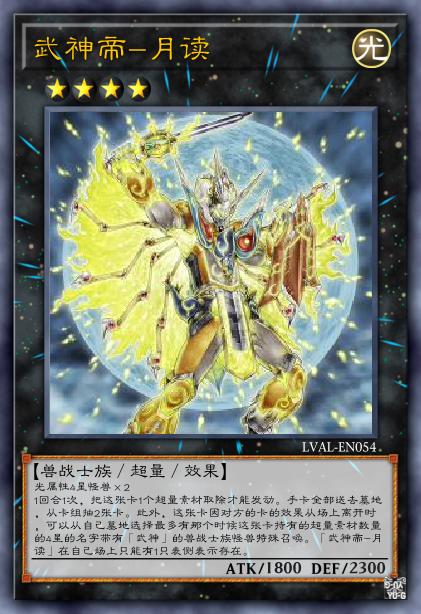 武神帝-月读
光
LVAL-EN054
【兽战士族／超量／效果】
光属性4星怪兽×2
1回合1次，把这张卡1个超量素材取除才能发动。手卡全部送去墓地
，从卡组抽2张卡。此外，这张卡因对方的卡的效果从场上离开时
，可以从自己墓地选择最多有那个时候这张卡持有的超量素材数量
的4星的名字带有「武神」的兽战士族怪兽特殊召唤。「武神帝-月
读」在自己场上只能有1只表侧表示存在。
ATK/1800 DEF/2300